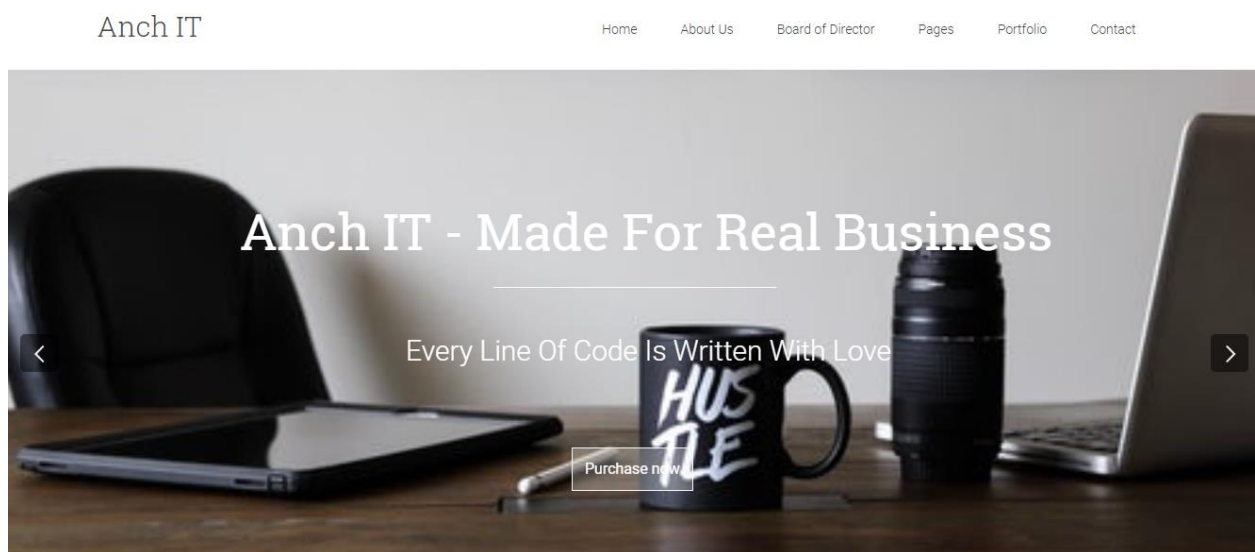 Anch IT
Home About Us Board of Director Pages Portfolio Contact
Anch IT - Made For Real Business
Every Line Of Code Is Written With Love
HUS
TLE
Purchase now